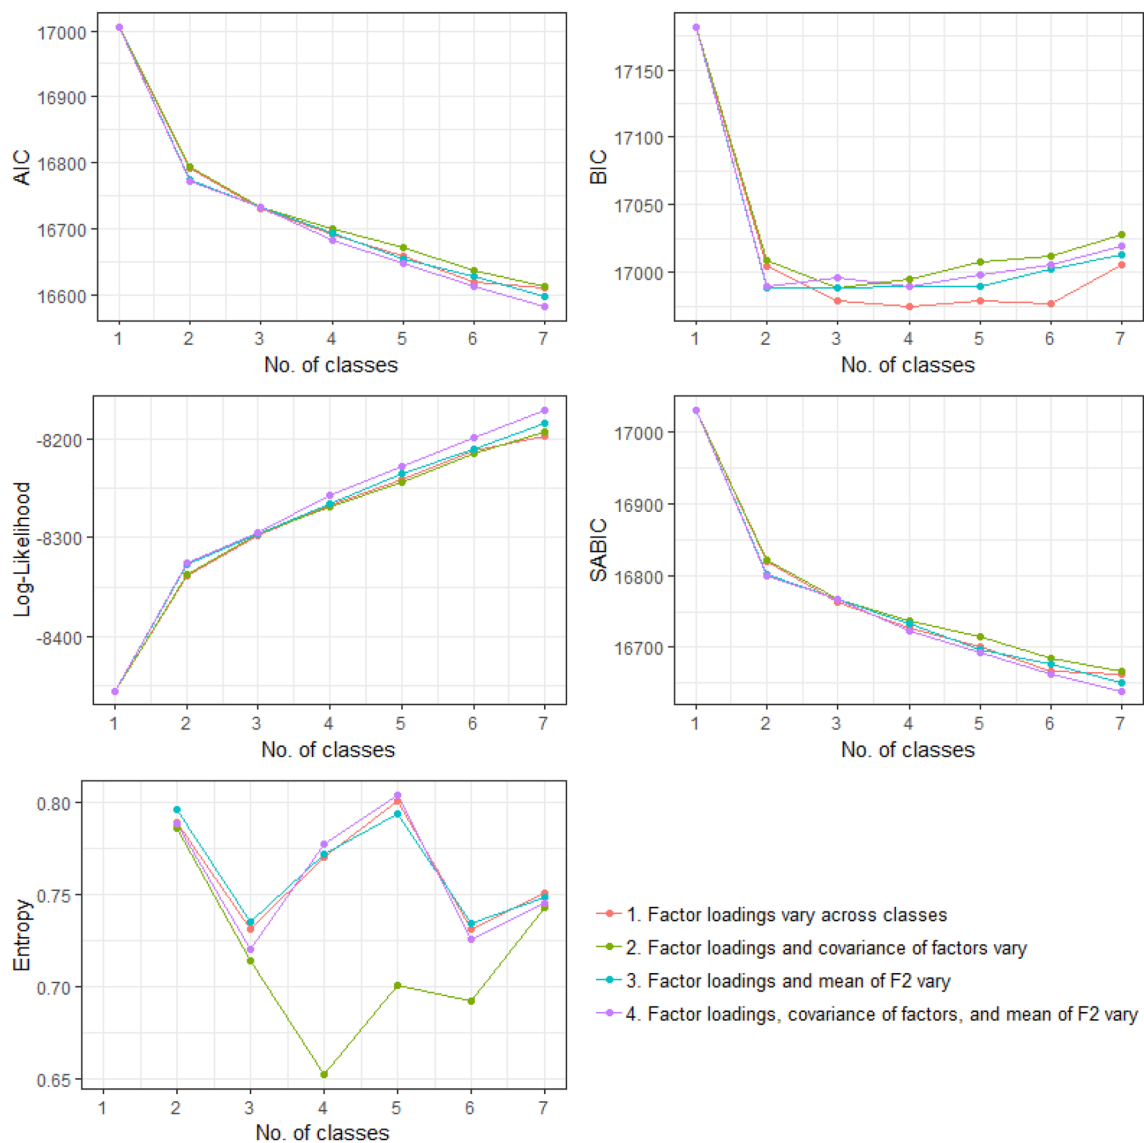 AIC
17000
16900
16800
16700
16600
1 2 3 4 5 6 7
No. of classes
BIC
17150
17100
17050
17000
1 2 3 4 5 6 7
No. of classes
Log-Likelihood
-8200
-8300
-8400
1 2 3 4 5 6 7
No. of classes
SABIC
17000
16900
16800
16700
1 2 3 4 5 6 7
No. of classes
Entropy
0.80
0.75
0.70
0.65
1 2 3 4 5 6 7
No. of classes
1. Factor loadings vary across classes
2. Factor loadings and covariance of factors vary
3. Factor loadings and mean of F2 vary
4. Factor loadings, covariance of factors, and mean of F2 vary